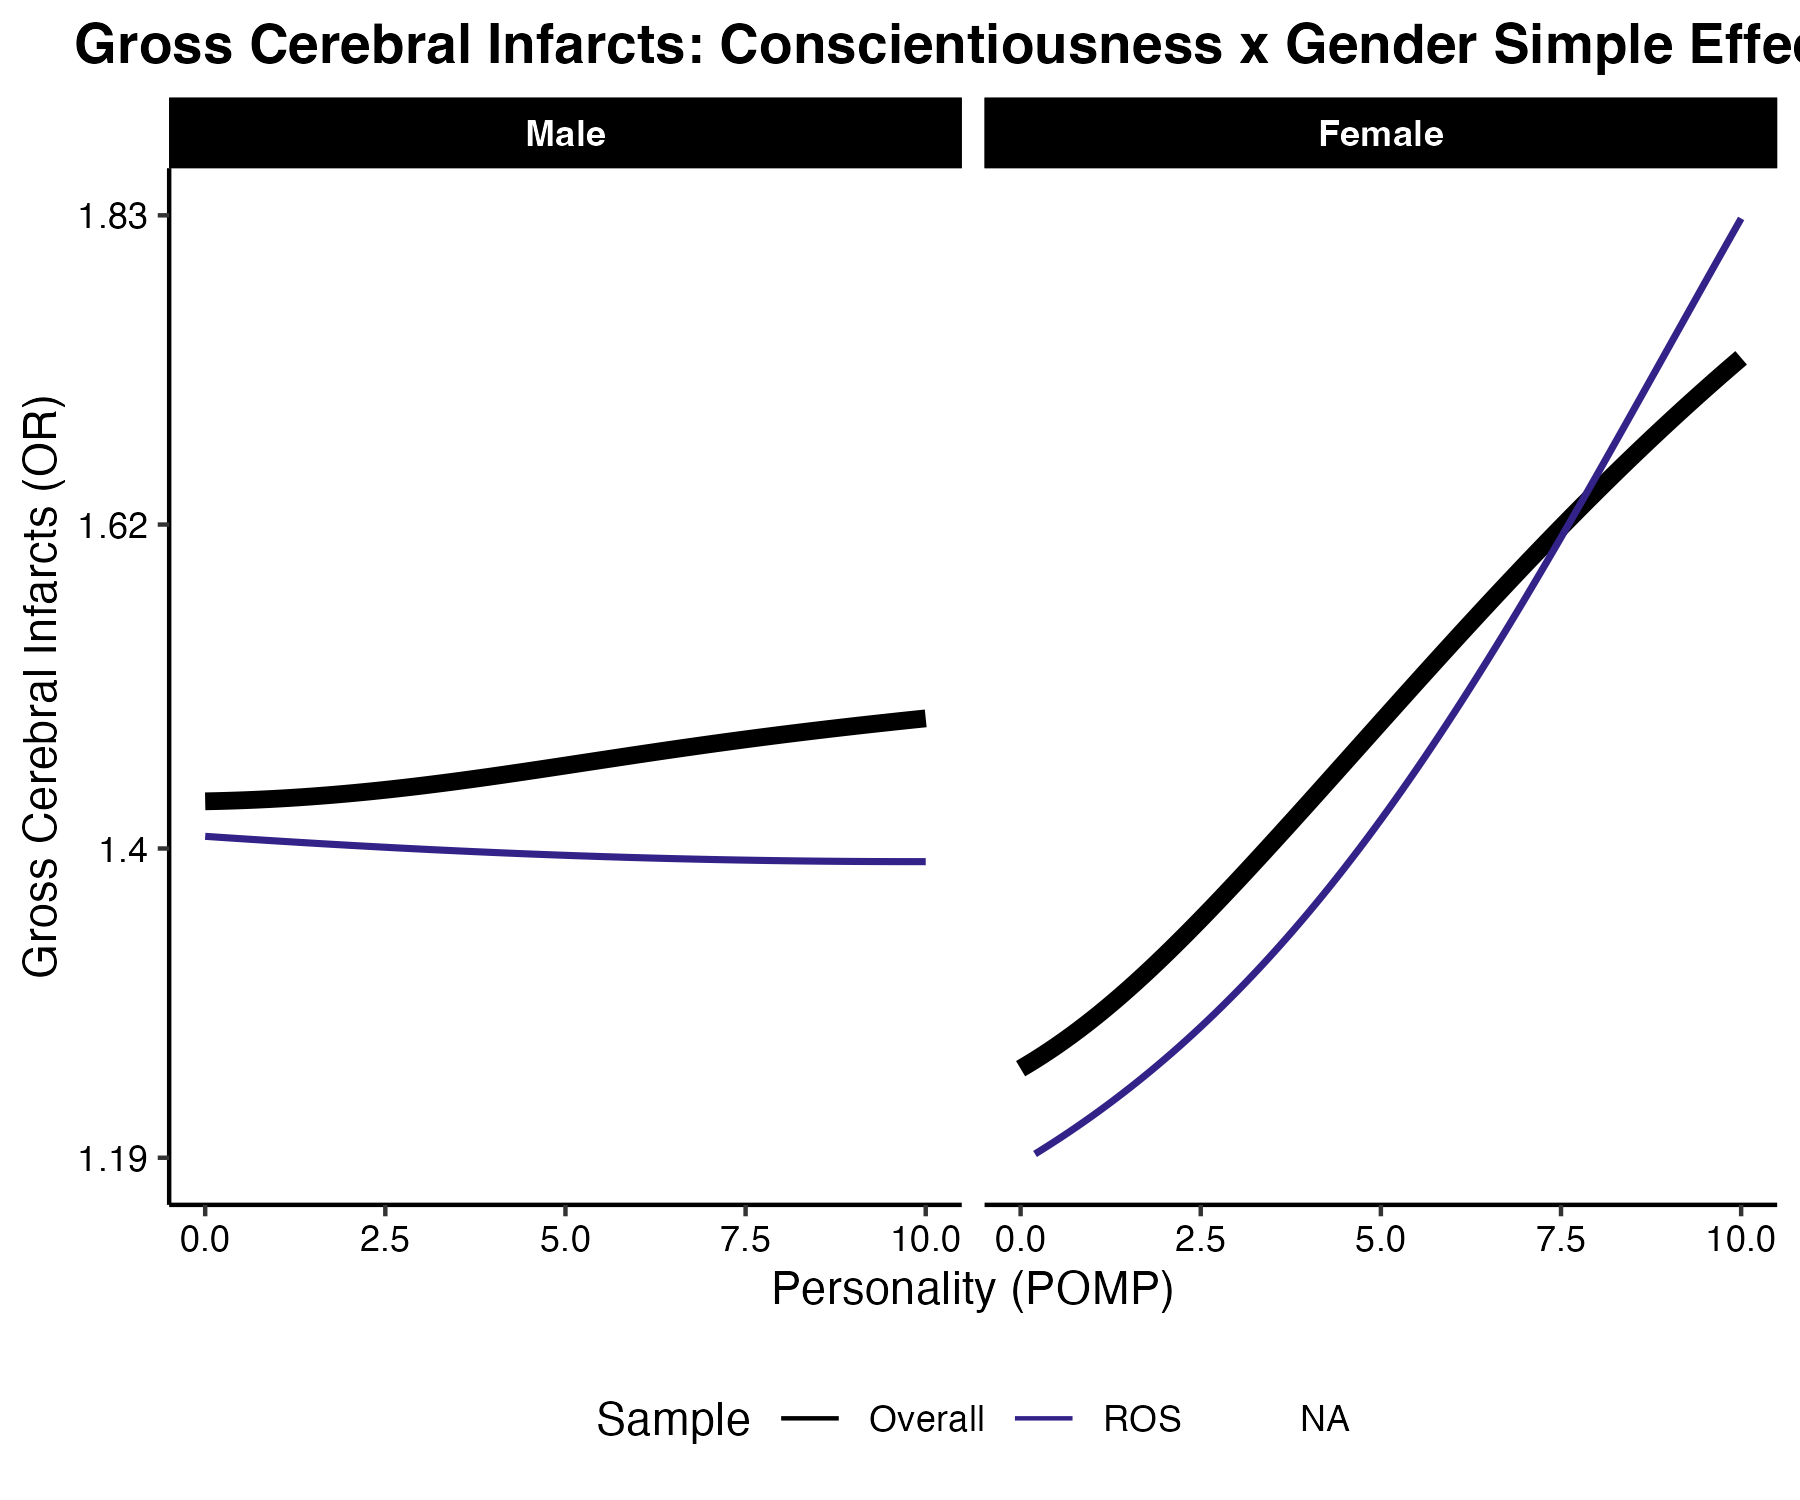 Gross Cerebral Infarcts: Conscientiousness x Gender Simple Effe
Male Female
Gross Cerebral Infarcts (OR)
1.83
1.62
1.4
1.19
0.0 2.5 5.0 7.5 10.0 0.0 2.5 5.0 7.5 10.0
Personality (POMP)
Sample Overall ROS NA